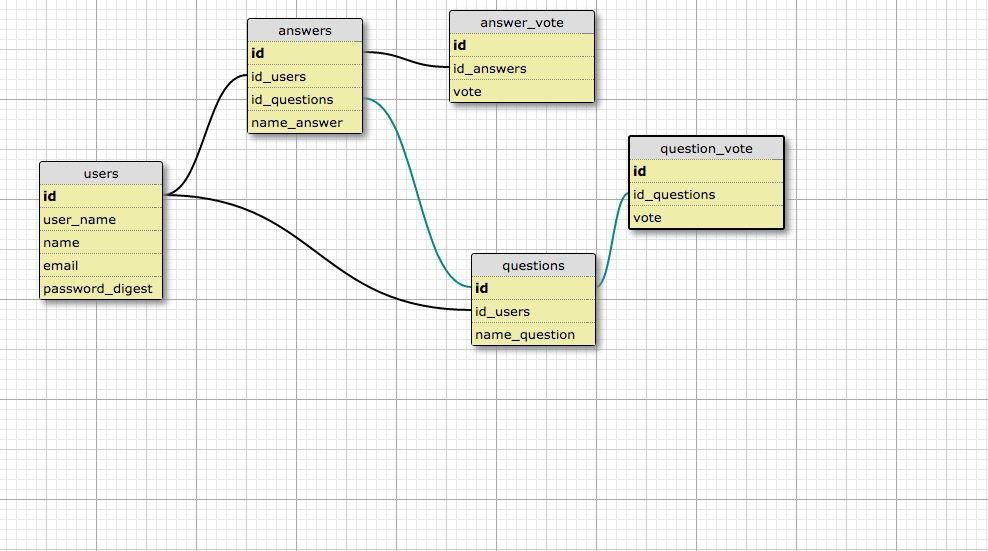 answers
id
id_users
id_questions
name_answer
answer_vote
id
id_answers
vote
question_vote
id
id_questions
vote
users
id
user_name
name
email
password_digest
questions
id
id_users
name_question